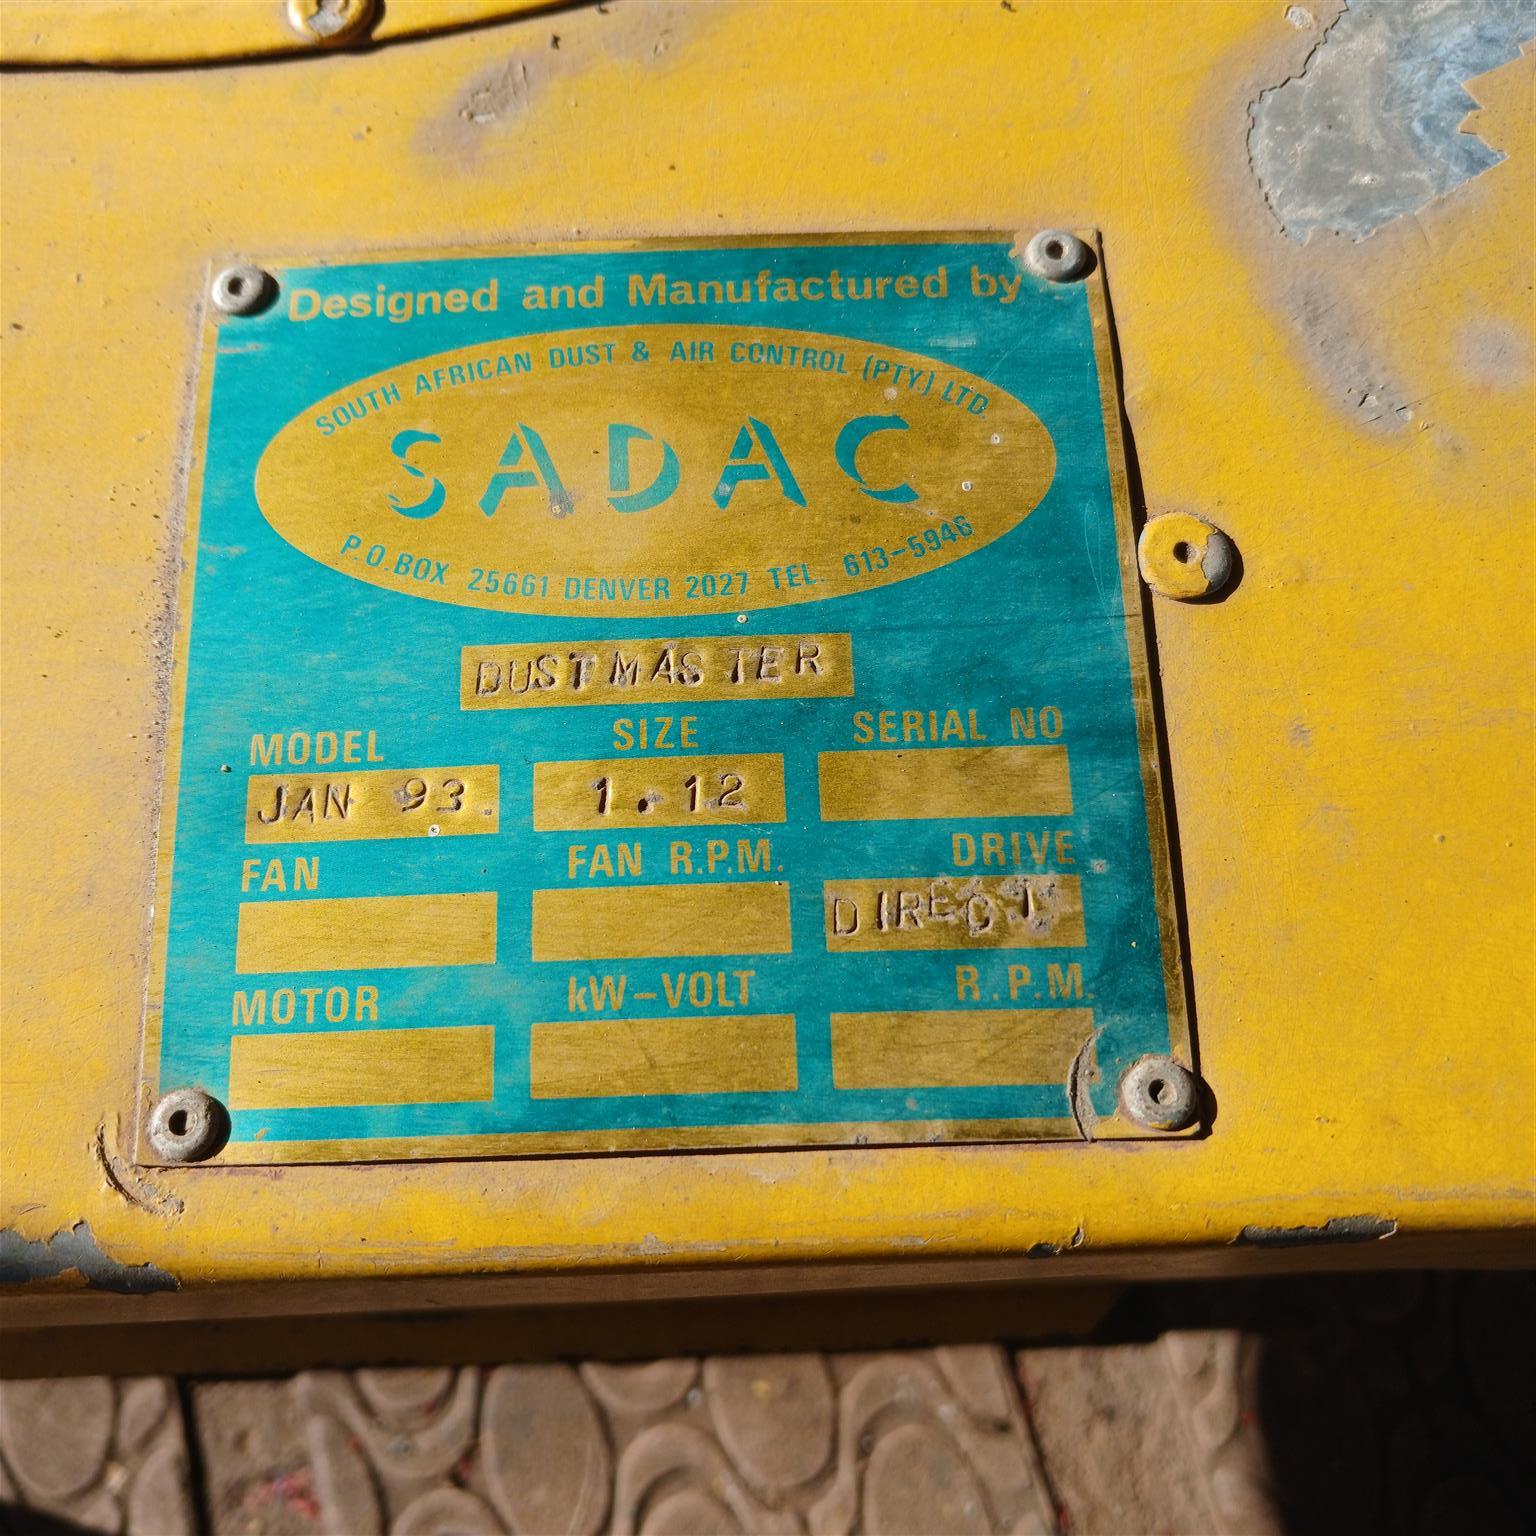 Designed and Manufactured by
SOUTH AFRICAN DUST & AIR CONTROL (PTY.) LTD
SADAC
P.O.BOX 25661 DENVER 2027 TEL. 613-5946
DUSTMASTER
MODEL SIZE SERIAL NO
JAN 93. 1.12
FAN FAN R.P.M. DRIVE
DIRECT
MOTOR kW-VOLT R.P.M.